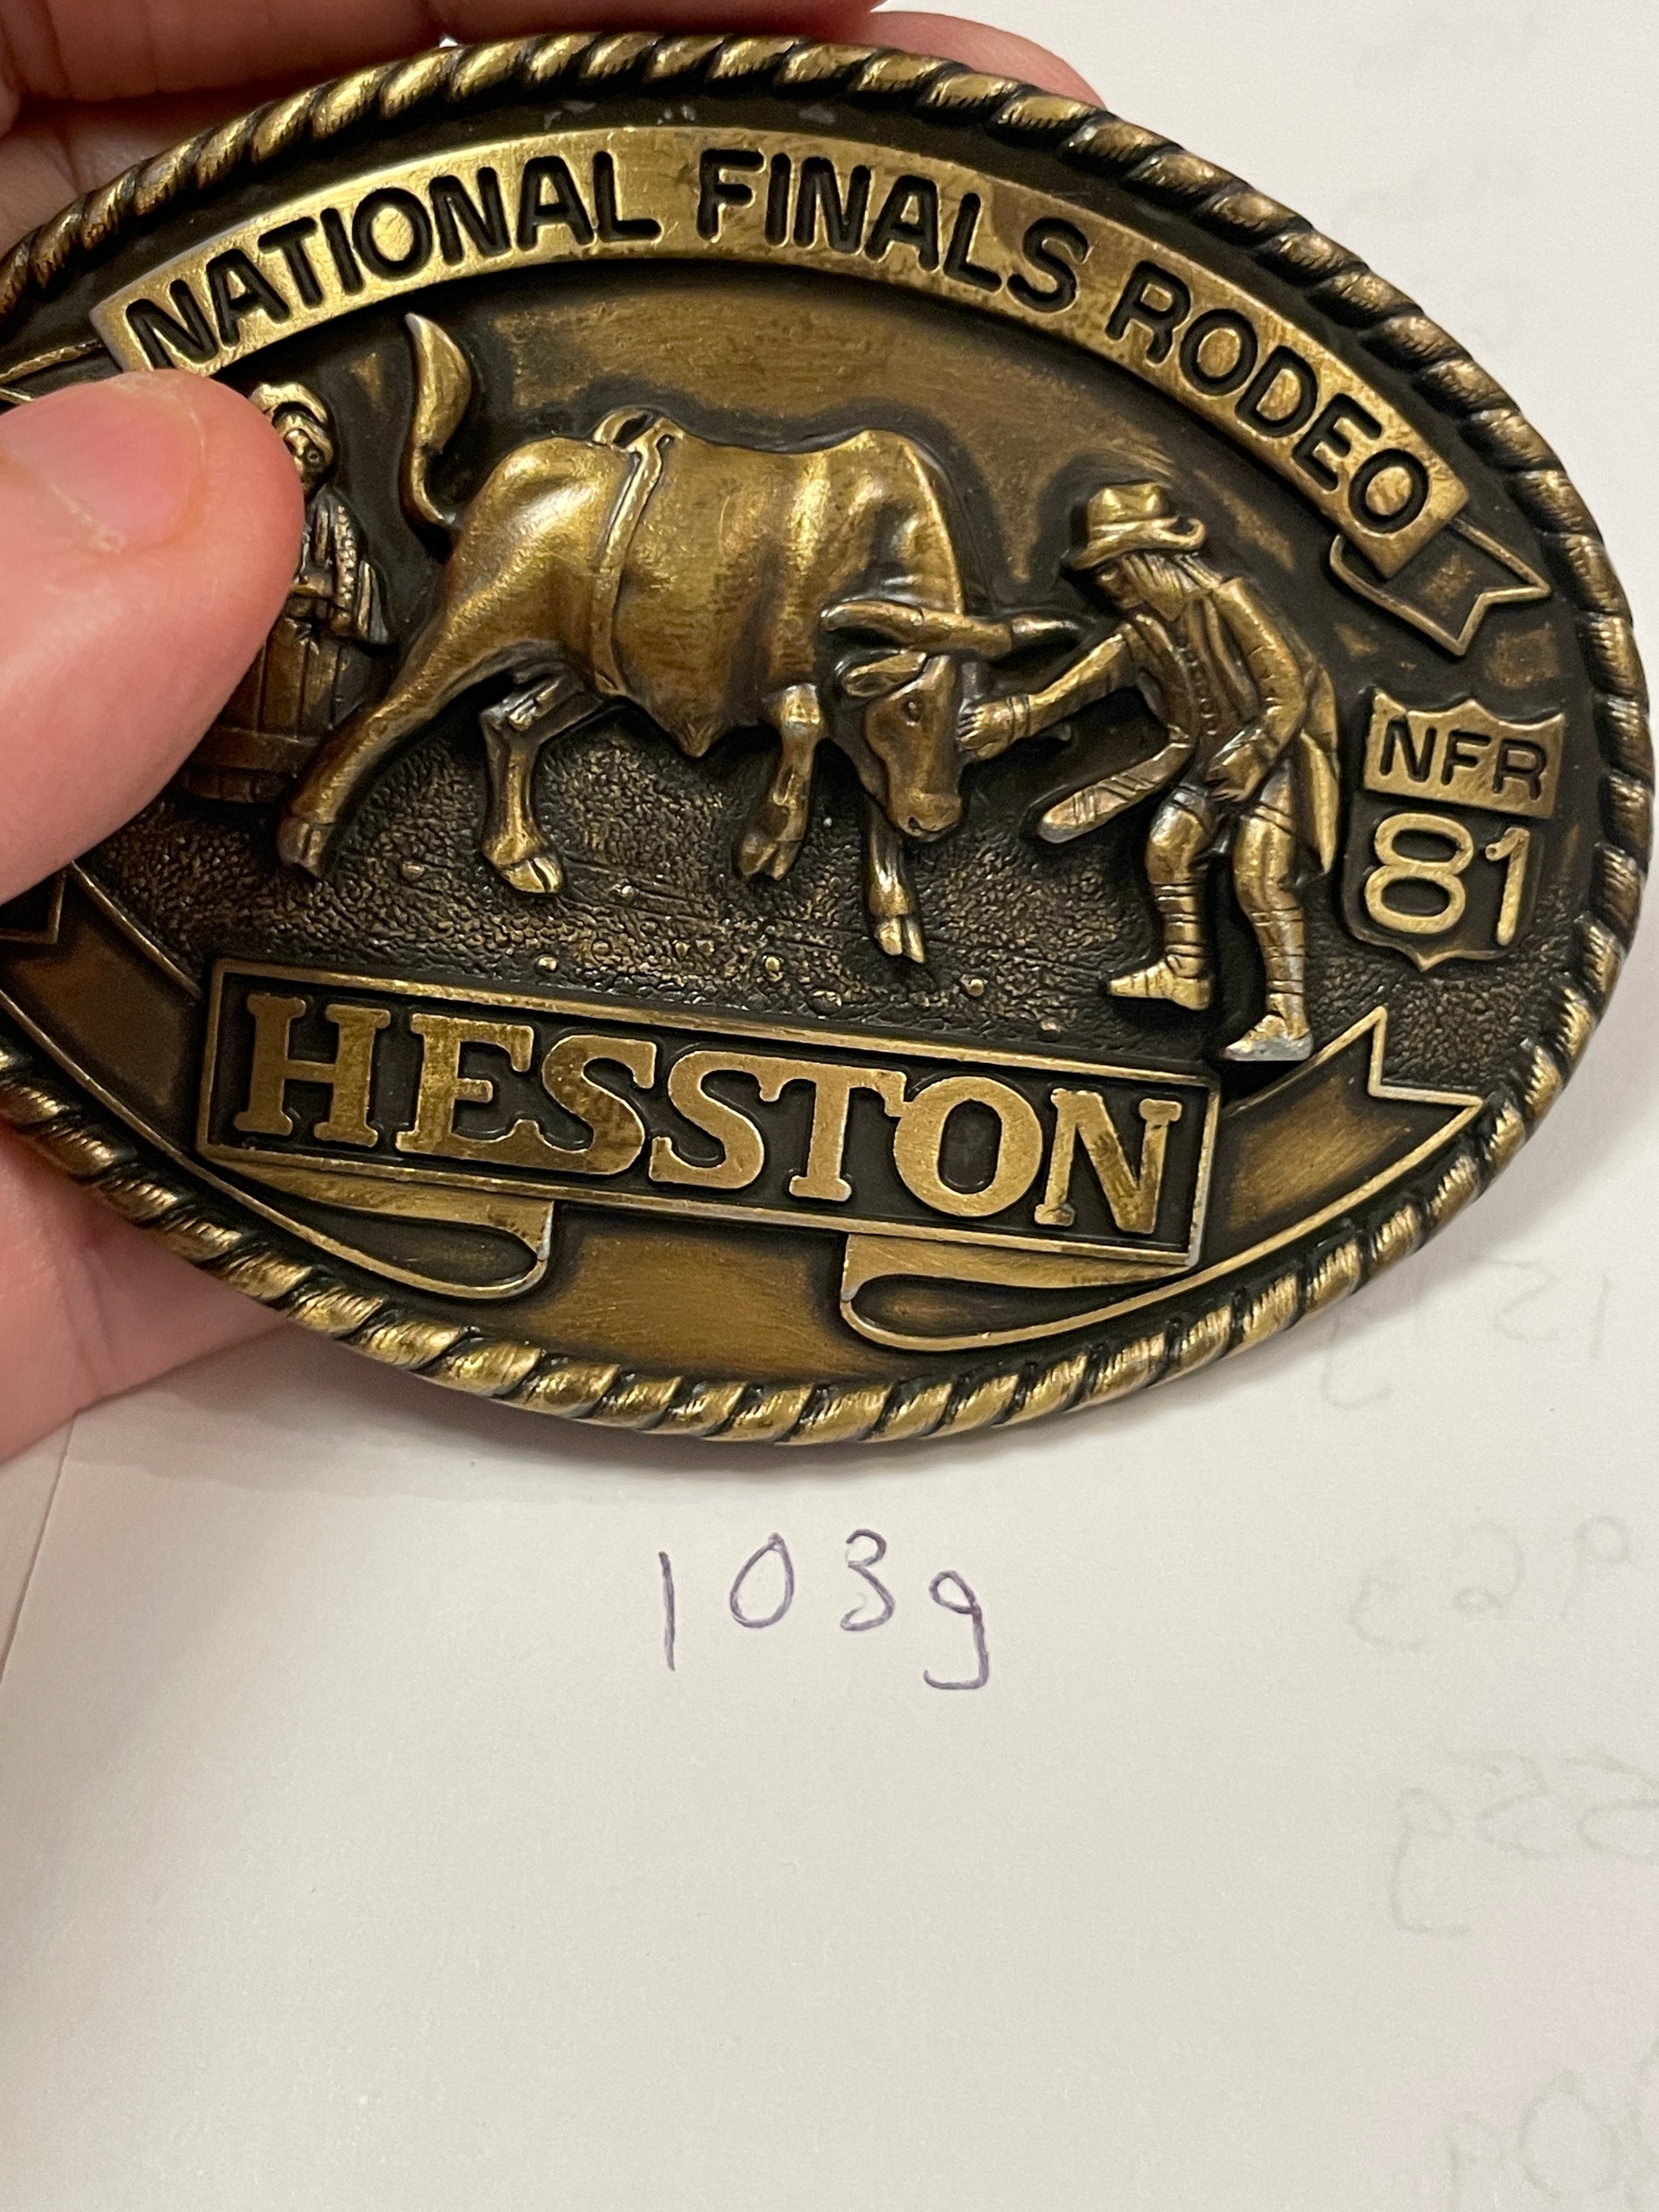 NATIONAL FINALS RODEO
NFR
81
HESSTON
103g